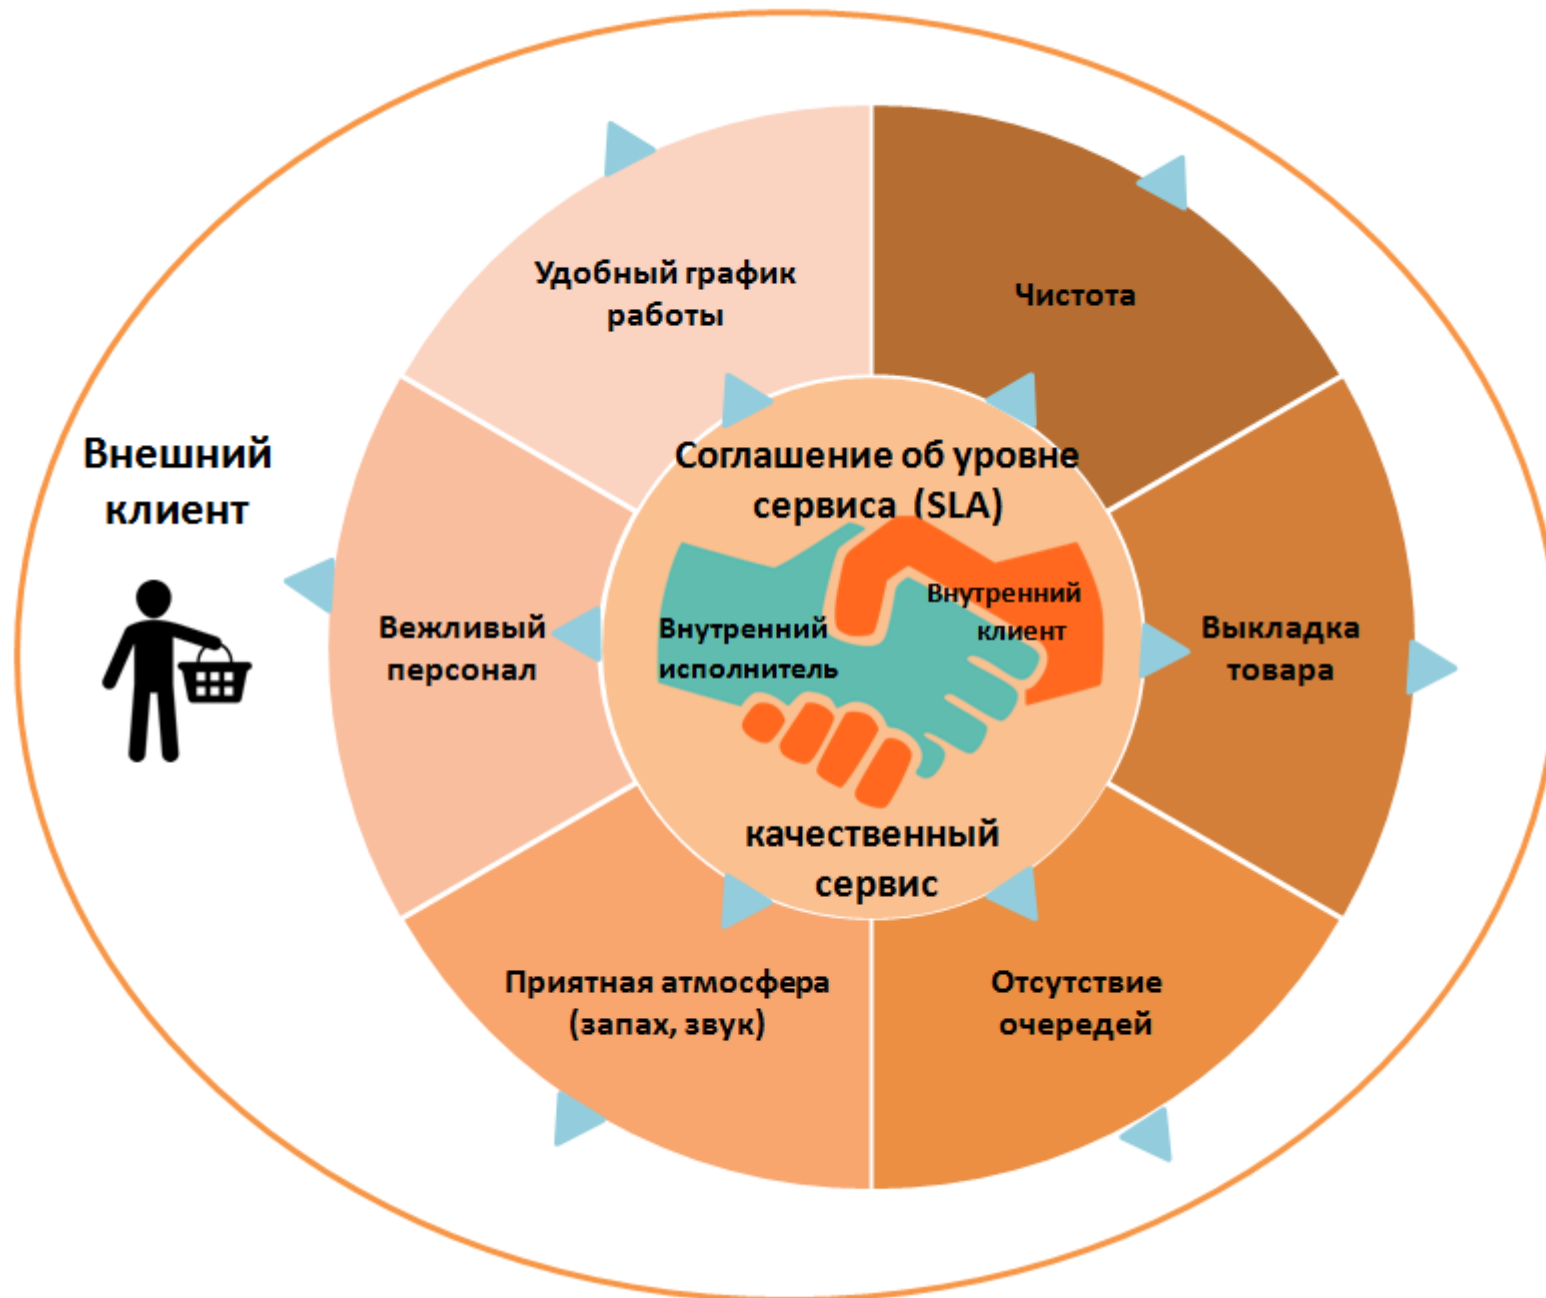 Удобный график
работы
Чистота
Внешний
клиент
Соглашение об уровне
сервиса (SLA)
Внутренний
клиент
Внутренний
исполнитель
Вежливый
персонал
Выкладка
товара
качественный
сервис
Приятная атмосфера
(запах, звук)
Отсутствие
очередей